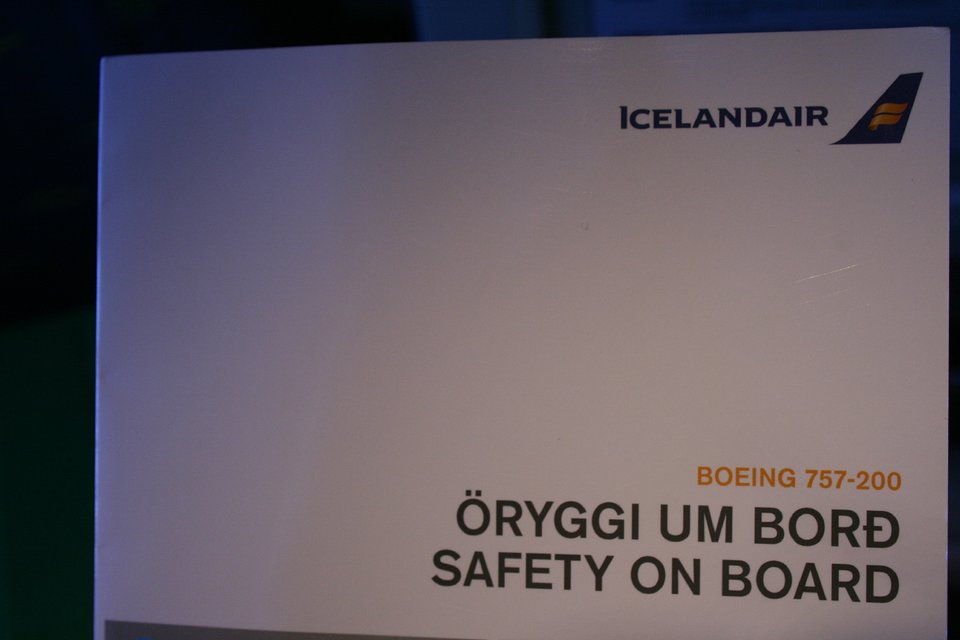 ICELANDAIR
BOEING 757-200
ÖRYGGI UM BORÐ
SAFETY ON BOARD